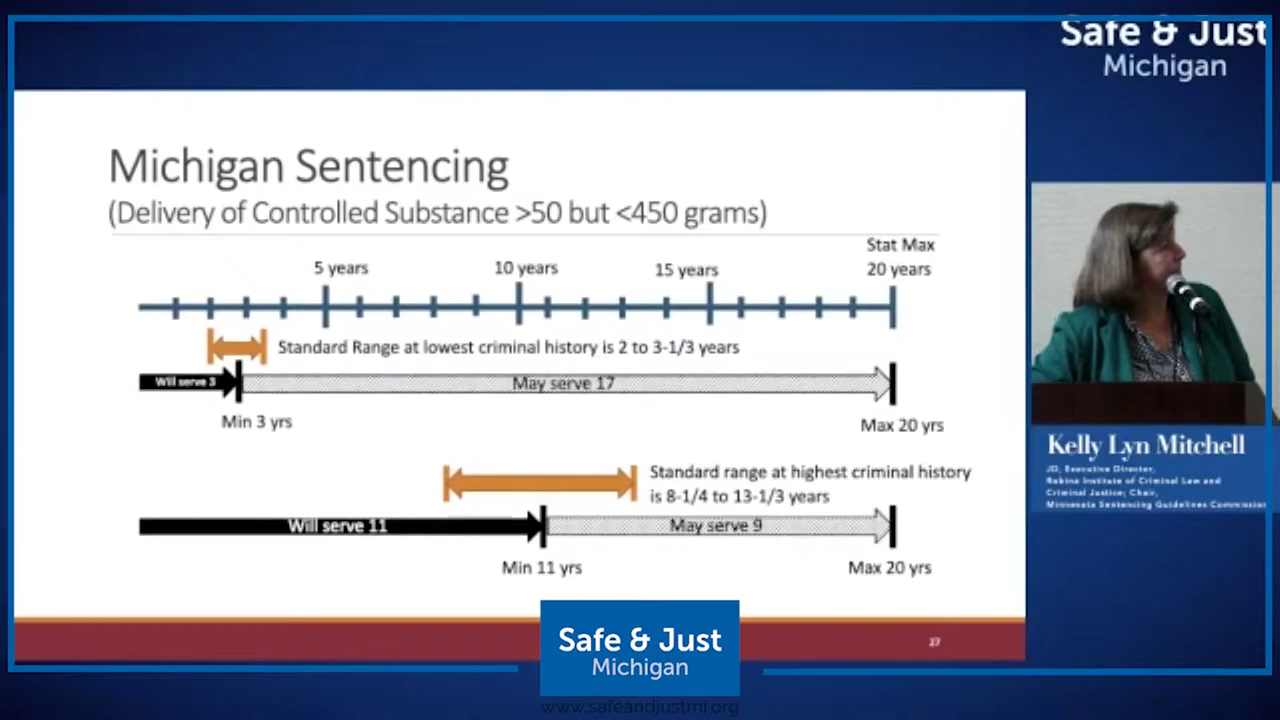 Safe & Just
Michigan
Michigan Sentencing
(Delivery of Controlled Substance >50 but <450 grams)
Stat Max
5 years
10 years
15 years
20 years
Standard Range at lowest criminal history is 2 to 3-1/3 years
Will serve 3
May serve 17
Min 3 yrs
Max 20 yrs
Standard range at highest criminal history
is 8-1/4 to 13-1/3 years
Will serve 11
May serve 9
Min 11 yrs
Max 20 yrs
27
Kelly Lyn Mitchell
JD, Executive Director,
Robina Institute of Criminal Law and
Criminal Justice; Chair,
Minnesota Sentencing Guidelines Commission
Safe & Just
Michigan
www.safeandjustmi.org